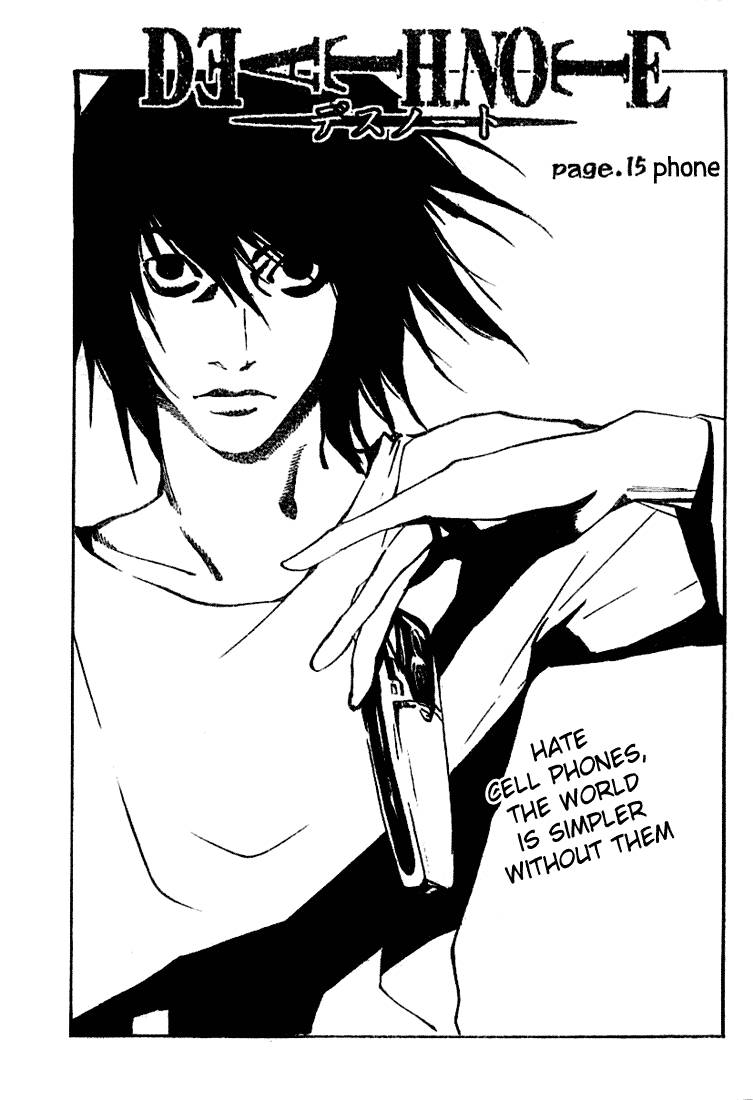 DEATH NOTE
デスノート
page.15 phone
HATE
CELL PHONES,
THE WORLD
IS SIMPLER
WITHOUT THEM